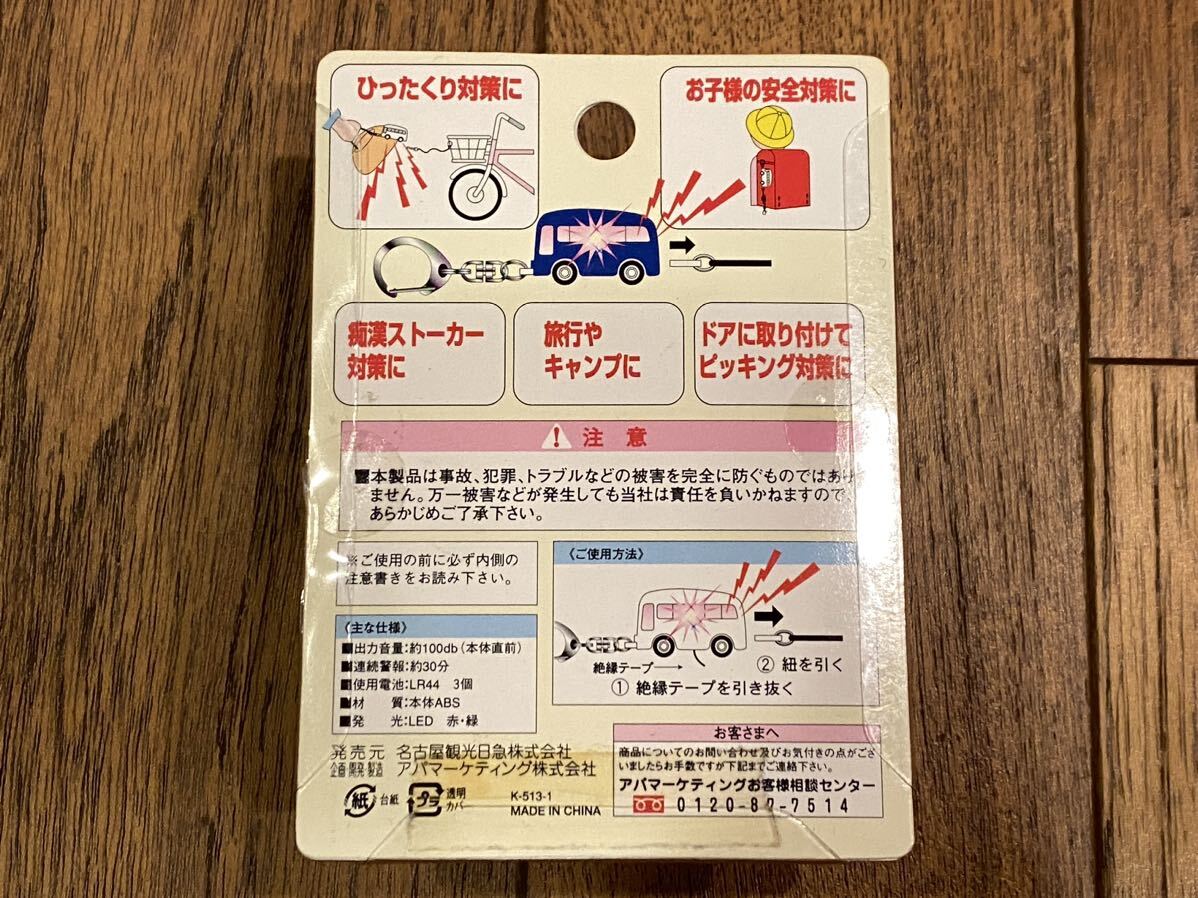 ひったくり対策に
お子様の安全対策に
痴漢ストーカー
対策に
旅行や
キャンプに
ドアに取り付けて
ピッキング対策に
! 注意
■本製品は事故、犯罪、トラブルなどの被害を完全に防ぐものではあり
ません。万一被害などが発生しても当社は責任を負いかねますので
あらかじめご了承下さい。
※ご使用の前に必ず内側の
注意書きをお読み下さい。
《主な仕様》
■出力音量:約100db(本体直前)
■連続警報:約30分
■使用電池:LR44 3個
■材 質:本体ABS
■発 光:LED 赤・緑
《ご使用方法》
絶縁テープ→
② 紐を引く
① 絶縁テープを引き抜く
発売元 名古屋観光日急株式会社
企画・開発・製造 アパマーケティング株式会社
紙 台紙
プラ 透明
カバー
K-513-1
MADE IN CHINA
お客さまへ
商品についてのお問い合わせ及びお気付きの点がござ
いましたらお手数ですが下記までご連絡下さい。
アパマーケティングお客様相談センター
0120-87-7514